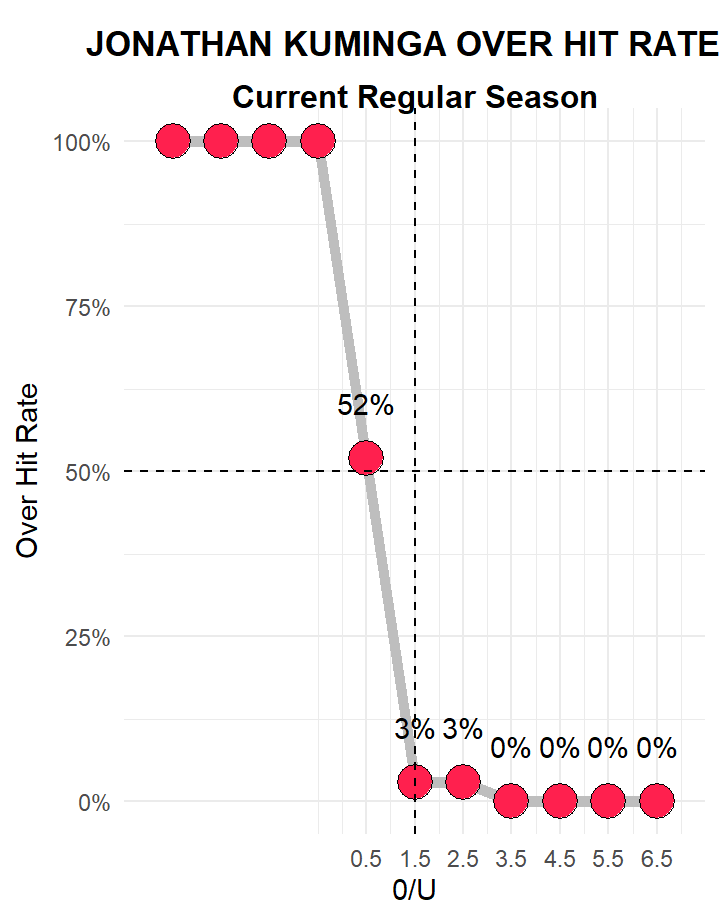 JONATHAN KUMINGA OVER HIT RATE
Current Regular Season
100%
75%
52%
50%
Over Hit Rate
25%
3% 3%
0% 0% 0% 0%
0%
0.5 1.5 2.5 3.5 4.5 5.5 6.5
0/U